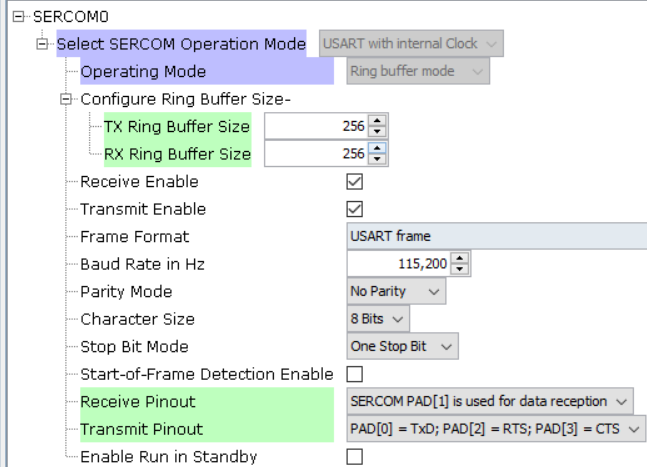 SERCOM0
Select SERCOM Operation Mode USART with internal Clock
Operating Mode Ring buffer mode
Configure Ring Buffer Size-
TX Ring Buffer Size 256
RX Ring Buffer Size 256
Receive Enable
Transmit Enable
Frame Format USART frame
Baud Rate in Hz 115,200
Parity Mode No Parity
Character Size 8 Bits
Stop Bit Mode One Stop Bit
Start-of-Frame Detection Enable
Receive Pinout SERCOM PAD[1] is used for data reception
Transmit Pinout PAD[0] = TxD; PAD[2] = RTS; PAD[3] = CTS
Enable Run in Standby